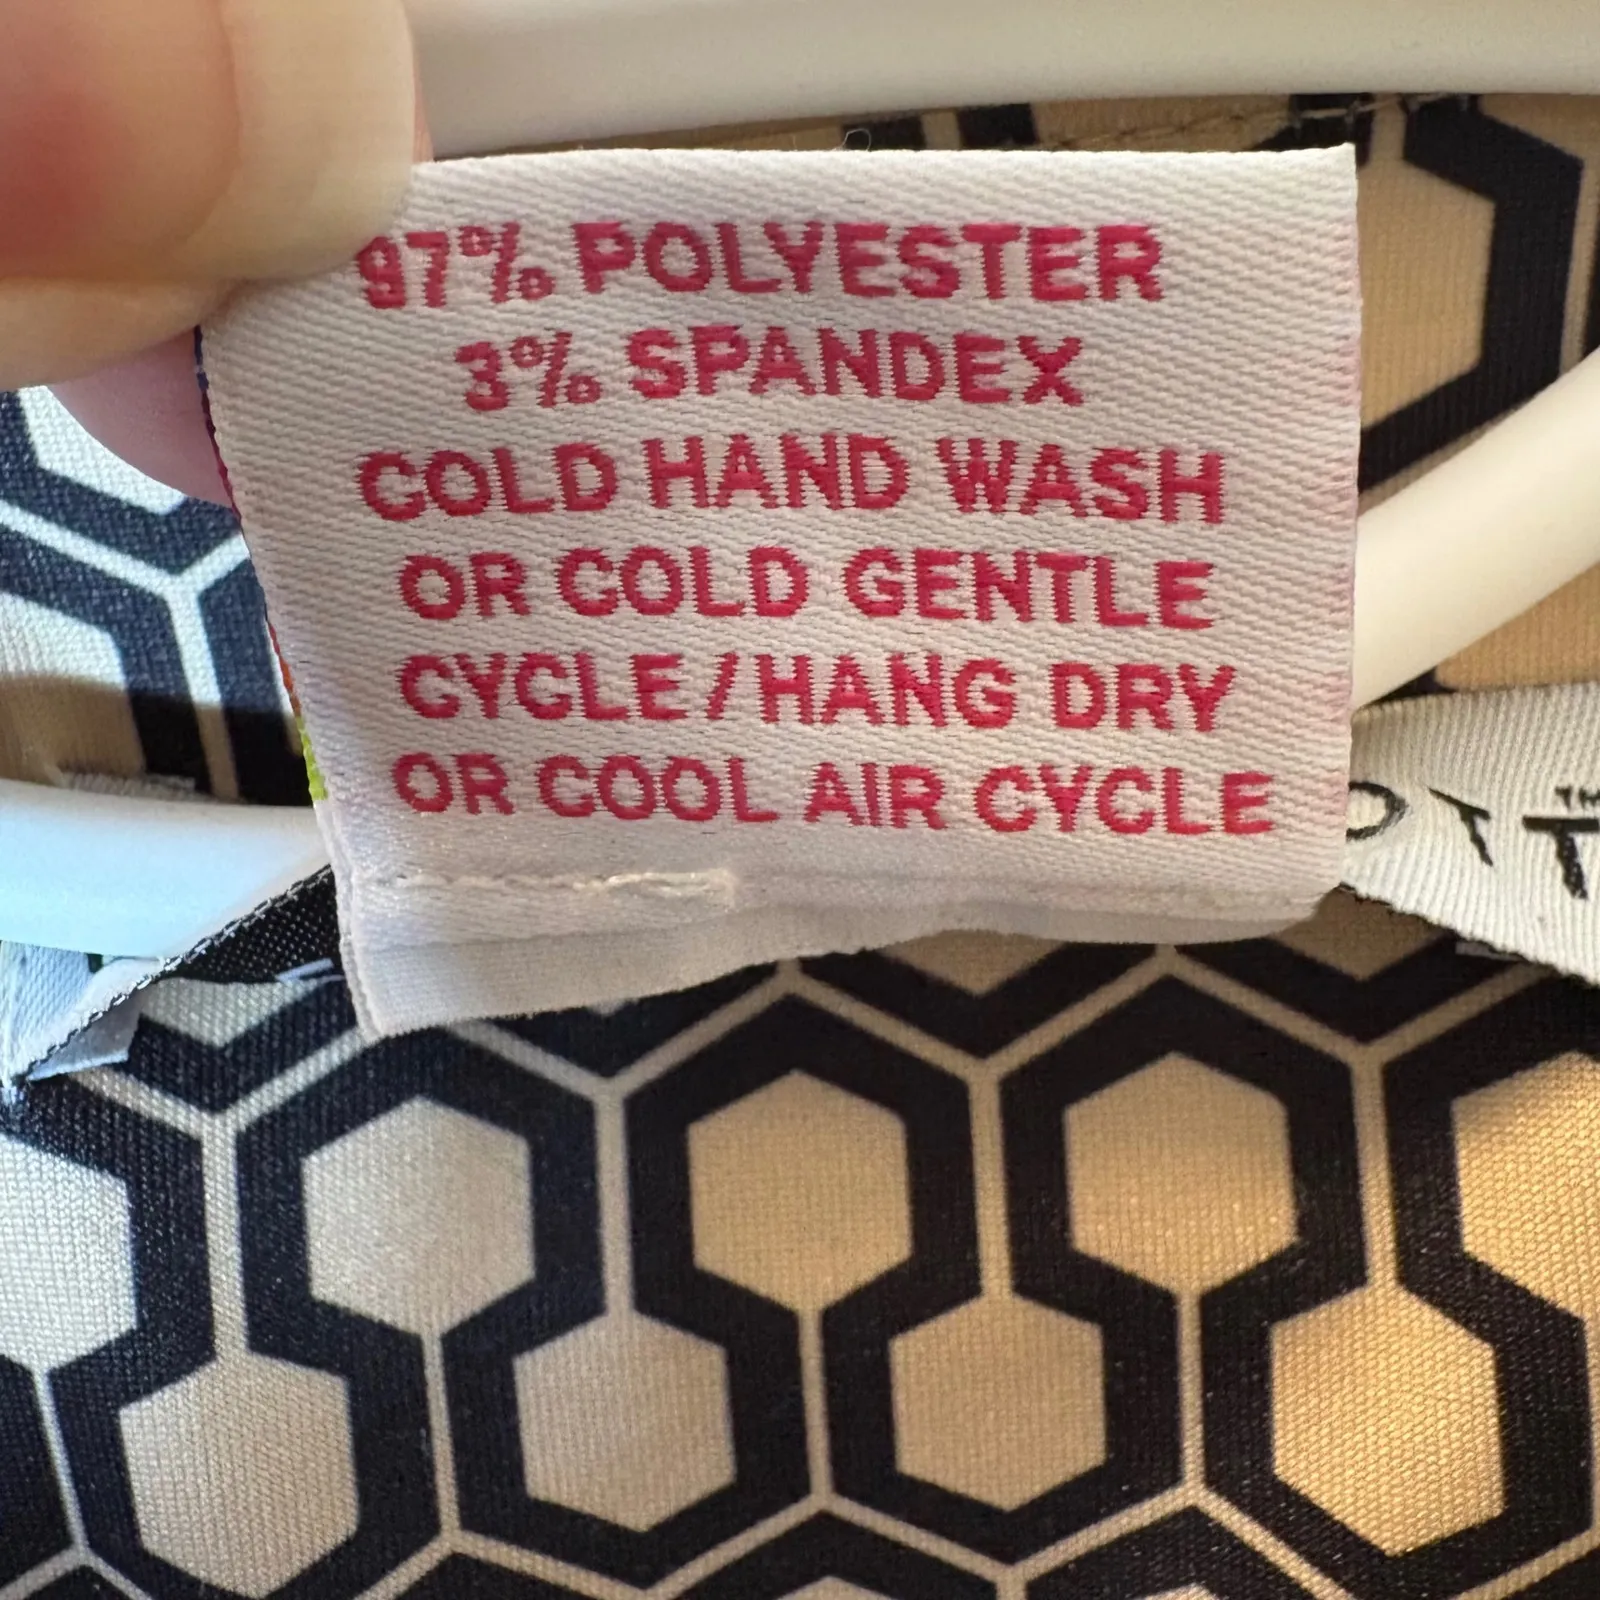 97% POLYESTER
3% SPANDEX
COLD HAND WASH
OR COLD GENTLE
CYCLE/HANG DRY
OR COOL AIR CYCLE